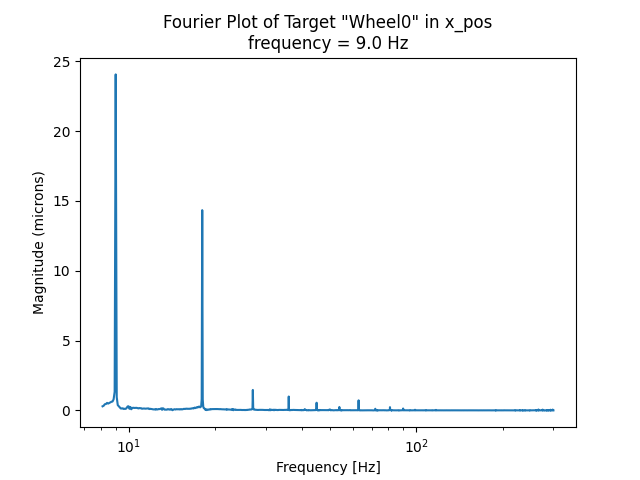 Fourier Plot of Target "Wheel0" in x_pos
frequency = 9.0 Hz
25
20
15
10
5
0
Magnitude (microns)
10¹
10²
Frequency [Hz]